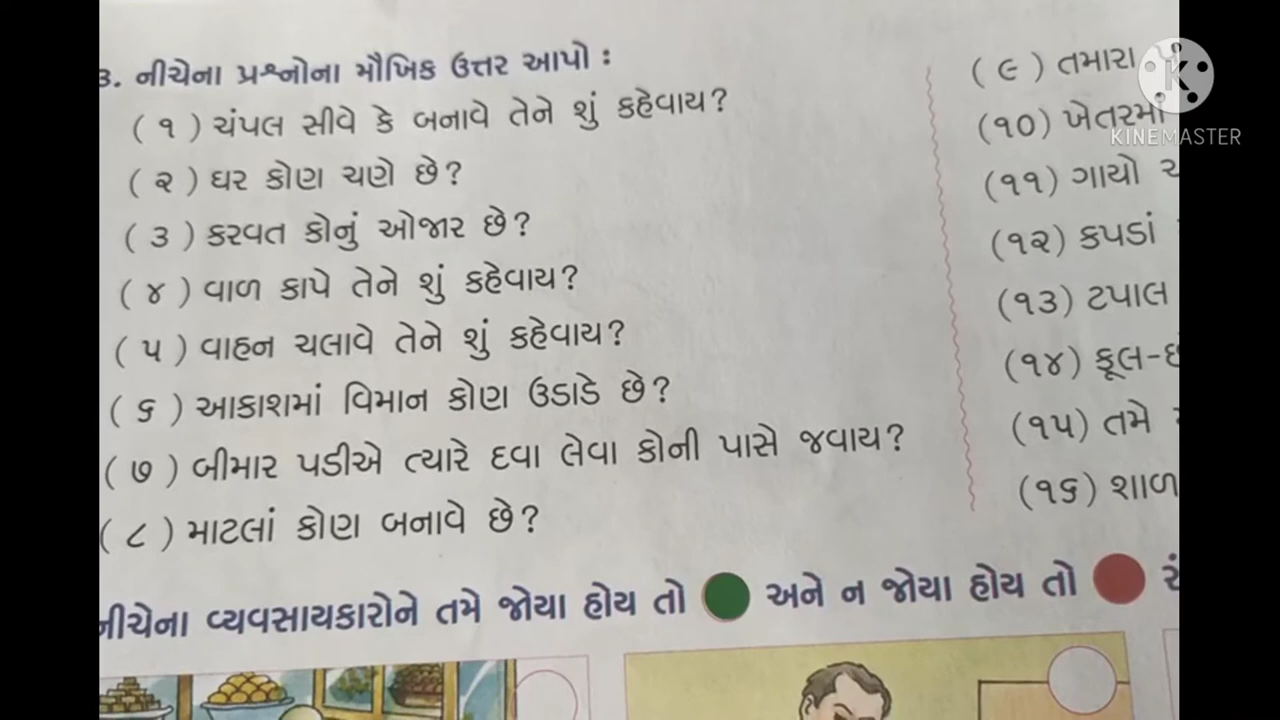 ૩. નીચેના પ્રશ્નોના મૌખિક ઉત્તર આપો :
(૧) ચંપલ સીવે કે બનાવે તેને શું કહેવાય?
(૨) ઘર કોણ ચણે છે?
(૩) કરવત કોનું ઓજાર છે?
(૪) વાળ કાપે તેને શું કહેવાય?
(૫) વાહન ચલાવે તેને શું કહેવાય?
(૬) આકાશમાં વિમાન કોણ ઉડાડે છે?
(૭) બીમાર પડીએ ત્યારે દવા લેવા કોની પાસે જવાય?
(૮) માટલાં કોણ બનાવે છે?
(૯) તમારા
(૧૦) ખેતરમાં
(૧૧) ગાયો
(૧૨) કપડાં
(૧૩) ટપાલ
(૧૪) ફૂલ-
(૧૫) તમે
(૧૬) શાળ
નીચેના વ્યવસાયકારોને તમે જોયા હોય તો અને ન જોયા હોય તો
KINEMASTER